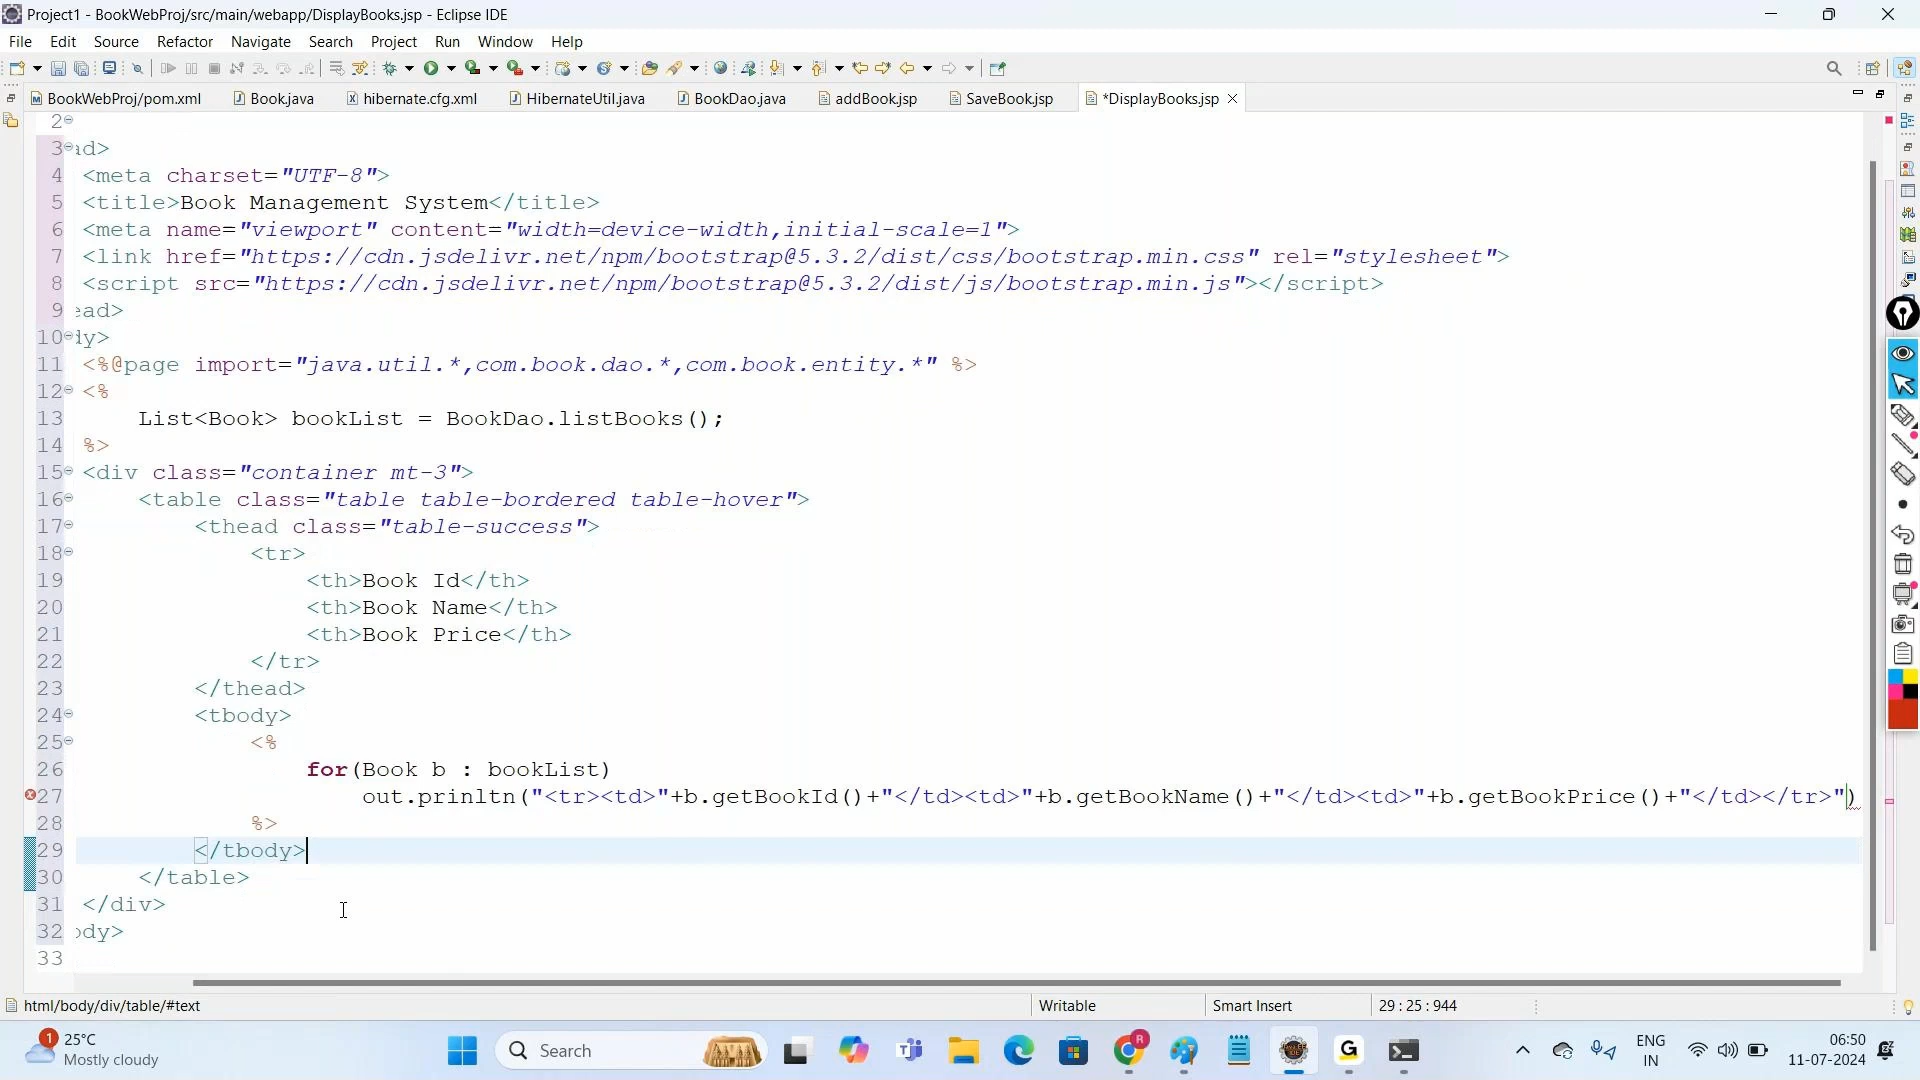 Project1 - BookWebProj/src/main/webapp/DisplayBooks.jsp - Eclipse IDE
File Edit Source Refactor Navigate Search Project Run Window Help
BookWebProj/pom.xml Book.java hibernate.cfg.xml HibernateUtil.java BookDao.java addBook.jsp SaveBook.jsp *DisplayBooks.jsp
2
3 ad>
4 <meta charset="UTF-8">
5 <title>Book Management System</title>
6 <meta name="viewport" content="width=device-width,initial-scale=1">
7 <link href="https://cdn.jsdelivr.net/npm/bootstrap@5.3.2/dist/css/bootstrap.min.css" rel="stylesheet">
8 <script src="https://cdn.jsdelivr.net/npm/bootstrap@5.3.2/dist/js/bootstrap.min.js"></script>
9 ead>
10 dy>
11 <%@page import="java.util.*,com.book.dao.*,com.book.entity.*" %>
12 <%
13 List<Book> bookList = BookDao.listBooks();
14 %>
15 <div class="container mt-3">
16 <table class="table table-bordered table-hover">
17 <thead class="table-success">
18 <tr>
19 <th>Book Id</th>
20 <th>Book Name</th>
21 <th>Book Price</th>
22 </tr>
23 </thead>
24 <tbody>
25 <%
26 for(Book b : bookList)
27 out.prinltn("<tr><td>"+b.getBookId()+"</td><td>"+b.getBookName()+"</td><td>"+b.getBookPrice()+"</td></tr>")
28 %>
29 </tbody>
30 </table>
31 </div>
32 ody>
33
html/body/div/table/#text Writable Smart Insert 29 : 25 : 944
1 25°C
Mostly cloudy
Search
R
ENG
IN
06:50
11-07-2024